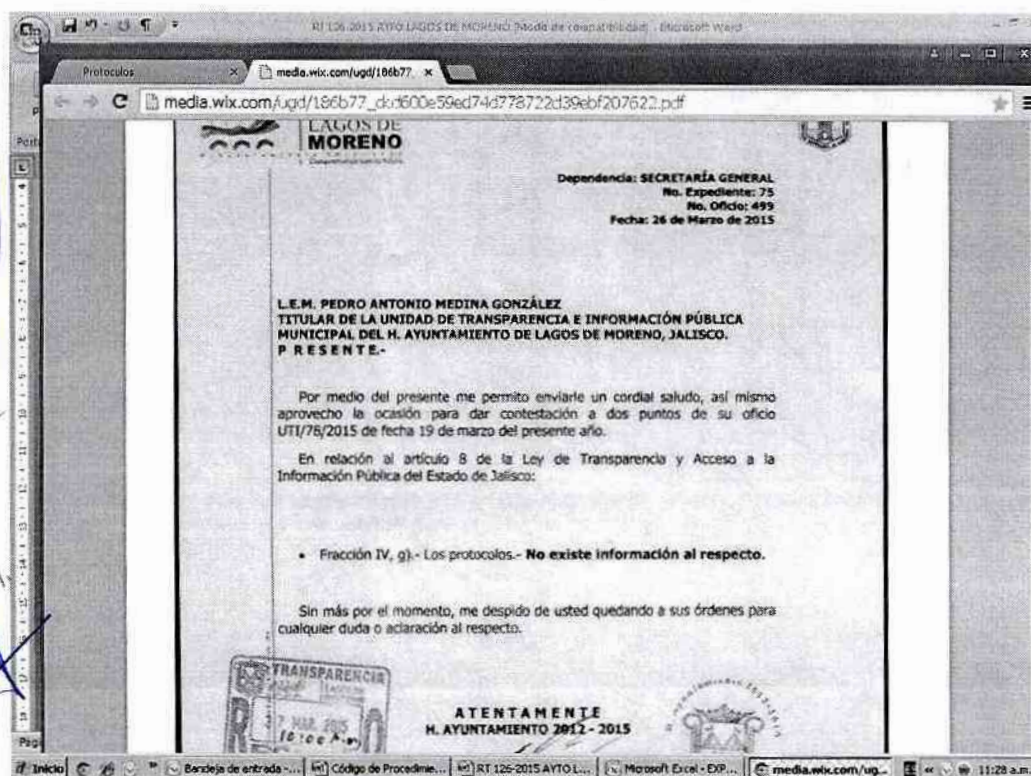 RT 126-2015 AYTO LAGOS DE MORENO [Modo de compatibilidad] - Microsoft Word
Protocolos
media.wix.com/ugd/186b77.
media.wix.com/ugd/186b77_dcd600e59ed74d778722d39ebf207622.pdf
LAGOS DE
MORENO
Dependencia: SECRETARÍA GENERAL
No. Expediente: 75
No. Oficio: 499
Fecha: 26 de Marzo de 2015
L.E.M. PEDRO ANTONIO MEDINA GONZÁLEZ
TITULAR DE LA UNIDAD DE TRANSPARENCIA E INFORMACIÓN PÚBLICA
MUNICIPAL DEL H. AYUNTAMIENTO DE LAGOS DE MORENO, JALISCO.
P R E S E N T E.-
Por medio del presente me permito enviarle un cordial saludo, así mismo
aprovecho la ocasión para dar contestación a dos puntos de su oficio
UTI/76/2015 de fecha 19 de marzo del presente año.
En relación al artículo 8 de la Ley de Transparencia y Acceso a la
Información Pública del Estado de Jalisco:
• Fracción IV, g).- Los protocolos.- No existe información al respecto.
Sin más por el momento, me despido de usted quedando a sus órdenes para
cualquier duda o aclaración al respecto.
TRANSPARENCIA
MAR. 2015
10:00 A.M.
A T E N T A M E N T E
H. AYUNTAMIENTO 2012 - 2015
Inicio
Bandeja de entrada -...
Código de Procedimie...
RT 126-2015 AYTO L...
Microsoft Excel - EXP...
media.wix.com/ug...
11:28 a.m.